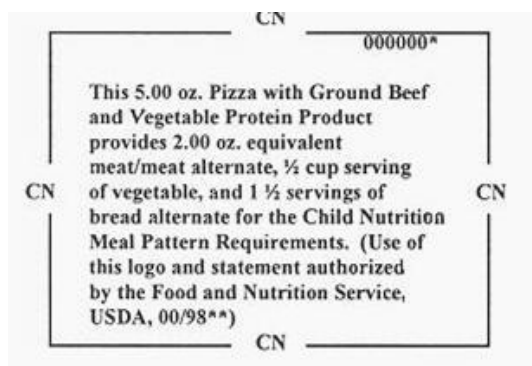 CN
000000*
This 5.00 oz. Pizza with Ground Beef
and Vegetable Protein Product
provides 2.00 oz. equivalent
meat/meat alternate, ½ cup serving
CN of vegetable, and 1 ½ servings of CN
bread alternate for the Child Nutrition
Meal Pattern Requirements. (Use of
this logo and statement authorized
by the Food and Nutrition Service,
USDA, 00/98**)
CN